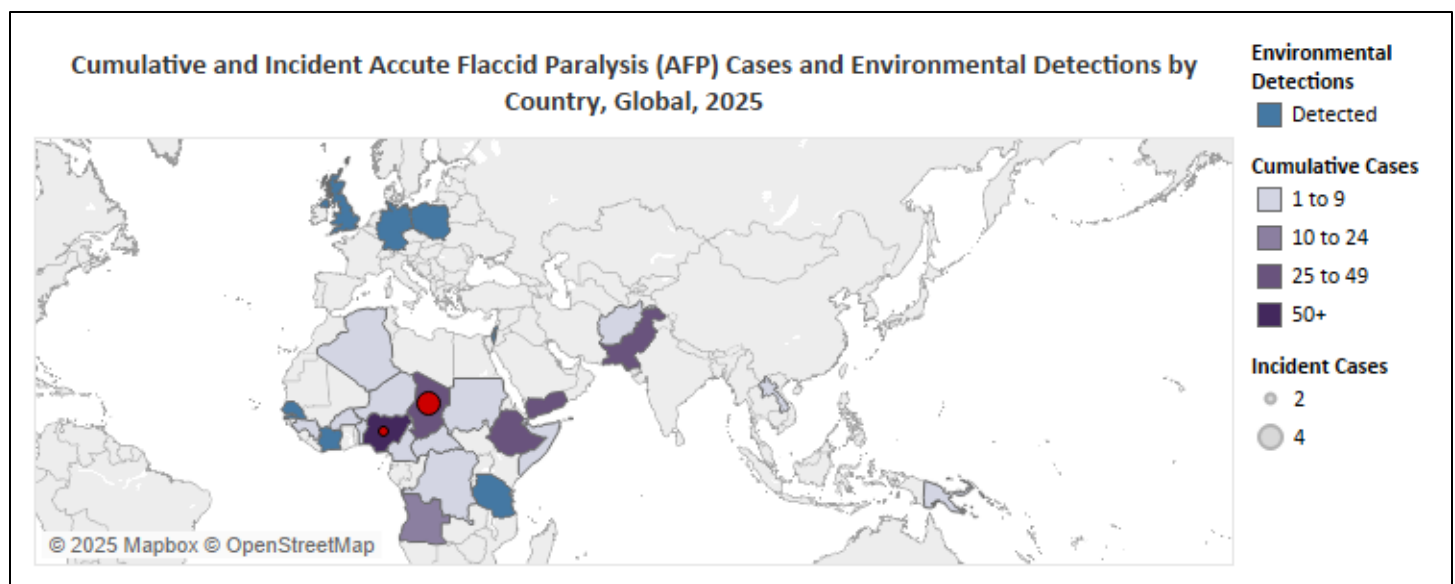 Cumulative and Incident Accute Flaccid Paralysis (AFP) Cases and Environmental Detections by
Country, Global, 2025
Environmental
Detections
Detected
Cumulative Cases
1 to 9
10 to 24
25 to 49
50+
Incident Cases
2
4
© 2025 Mapbox © OpenStreetMap